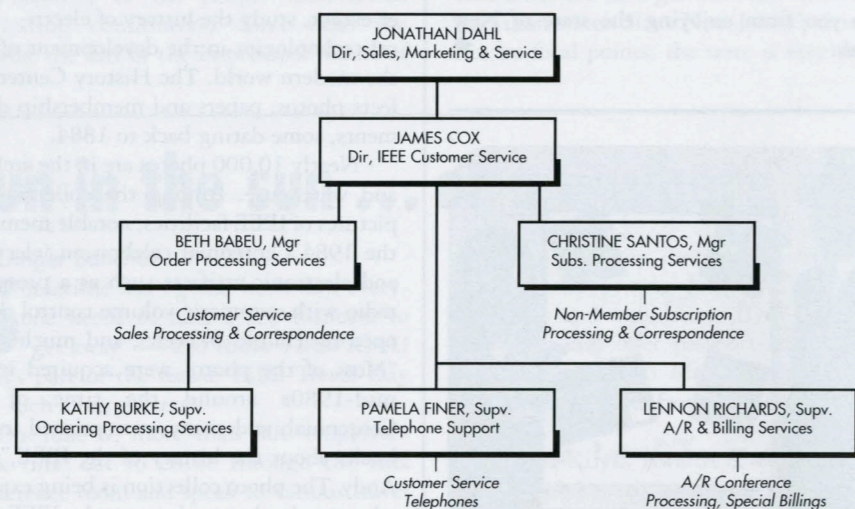 JONATHAN DAHL
Dir, Sales, Marketing & Service
JAMES COX
Dir, IEEE Customer Service
BETH BABEU, Mgr
Order Processing Services
CHRISTINE SANTOS, Mgr
Subs. Processing Services
Customer Service
Sales Processing & Correspondence
Non-Member Subscription
Processing & Correspondence
KATHY BURKE, Supv.
Ordering Processing Services
PAMELA FINER, Supv.
Telephone Support
LENNON RICHARDS, Supv.
A/R & Billing Services
Customer Service
Telephones
A/R Conference
Processing, Special Billings